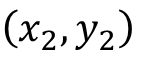 (x₂, y₂)